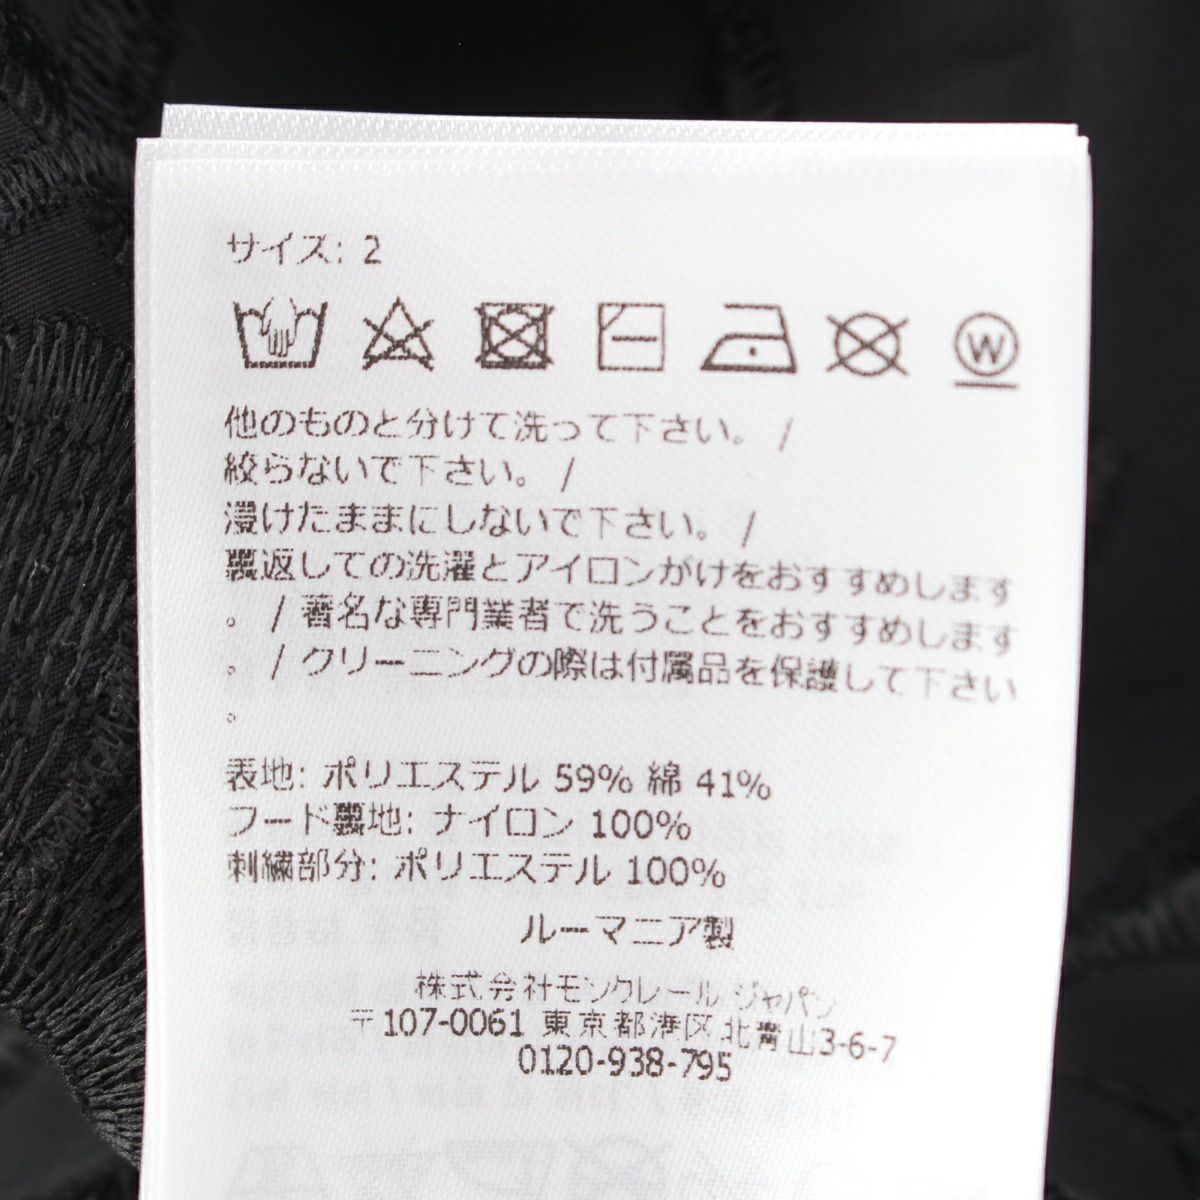 サイズ: 2
W
他のものと分けて洗って下さい。 /
絞らないで下さい。 /
浸けたままにしないで下さい。 /
裏返しての洗濯とアイロンがけをおすすめします
。 / 著名な専門業者で洗うことをおすすめします
。 / クリーニングの際は付属品を保護して下さい
。
表地: ポリエステル 59% 綿 41%
フード裏地: ナイロン 100%
刺繍部分: ポリエステル 100%
ルーマニア製
株式会社モンクレール ジャパン
〒107-0061 東京都港区北青山3-6-7
0120-938-795